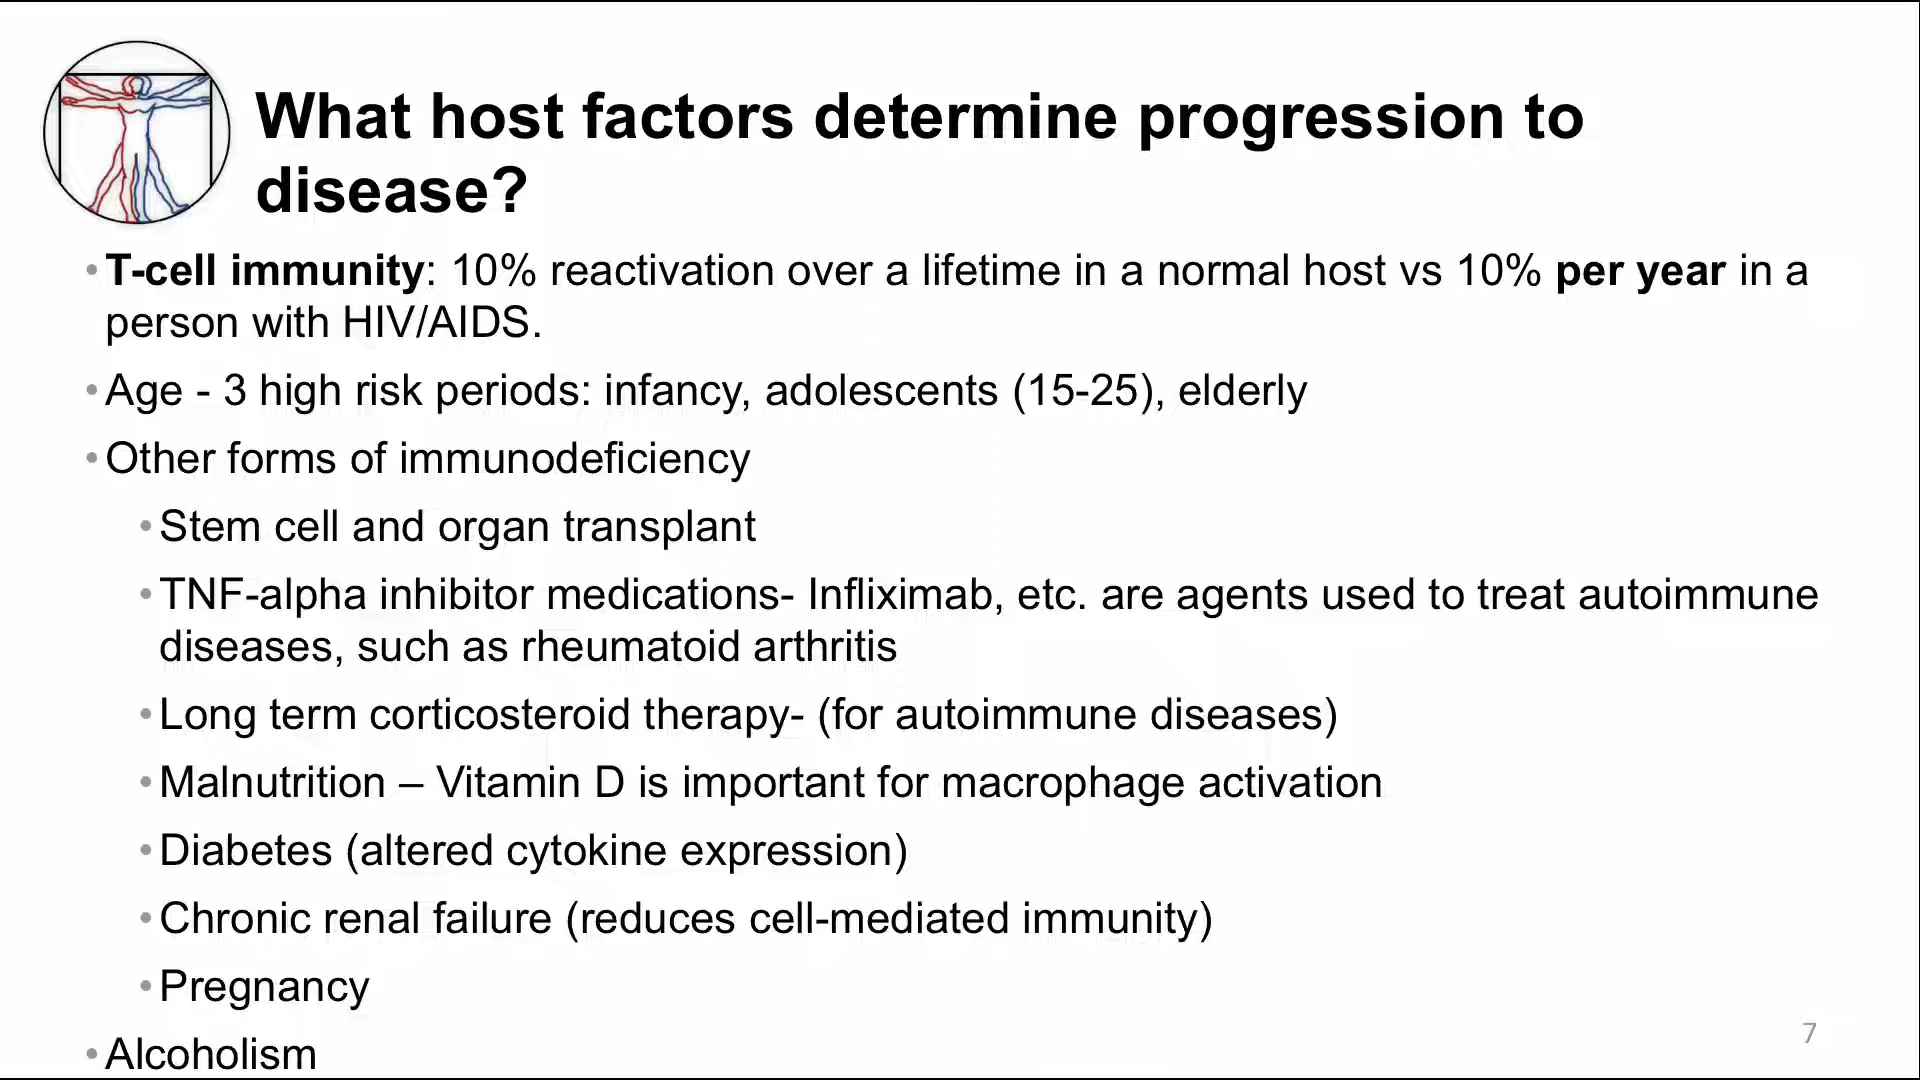 What host factors determine progression to
disease?
•T-cell immunity: 10% reactivation over a lifetime in a normal host vs 10% per year in a
person with HIV/AIDS.
•Age - 3 high risk periods: infancy, adolescents (15-25), elderly
•Other forms of immunodeficiency
•Stem cell and organ transplant
•TNF-alpha inhibitor medications- Infliximab, etc. are agents used to treat autoimmune
diseases, such as rheumatoid arthritis
•Long term corticosteroid therapy- (for autoimmune diseases)
•Malnutrition – Vitamin D is important for macrophage activation
•Diabetes (altered cytokine expression)
•Chronic renal failure (reduces cell-mediated immunity)
•Pregnancy
•Alcoholism
7